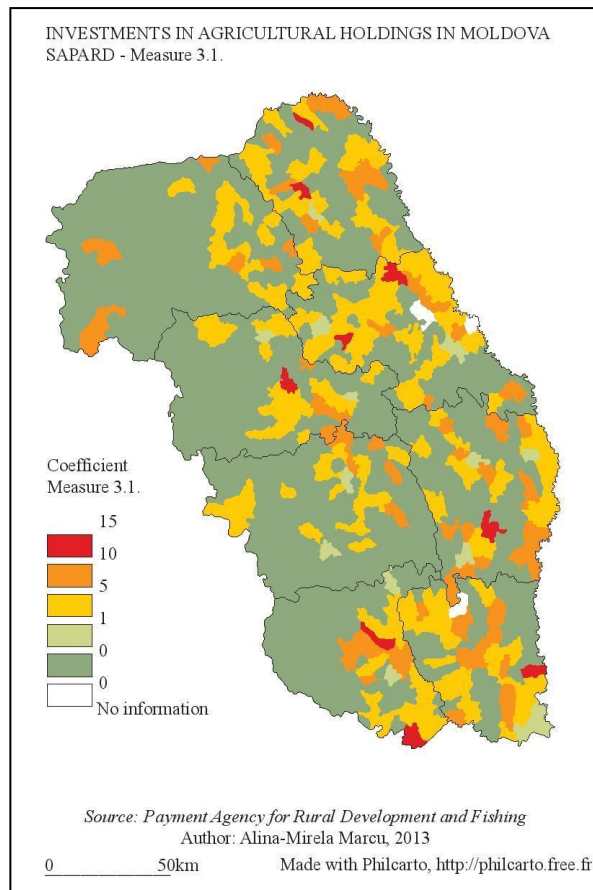 INVESTMENTS IN AGRICULTURAL HOLDINGS IN MOLDOVA
SAPARD - Measure 3.1.
Coefficient
Measure 3.1.
15
10
5
1
0
0
No information
Source: Payment Agency for Rural Development and Fishing
Author: Alina-Mirela Marcu, 2013
0 50km Made with Philcarto, http://philcarto.free.fr